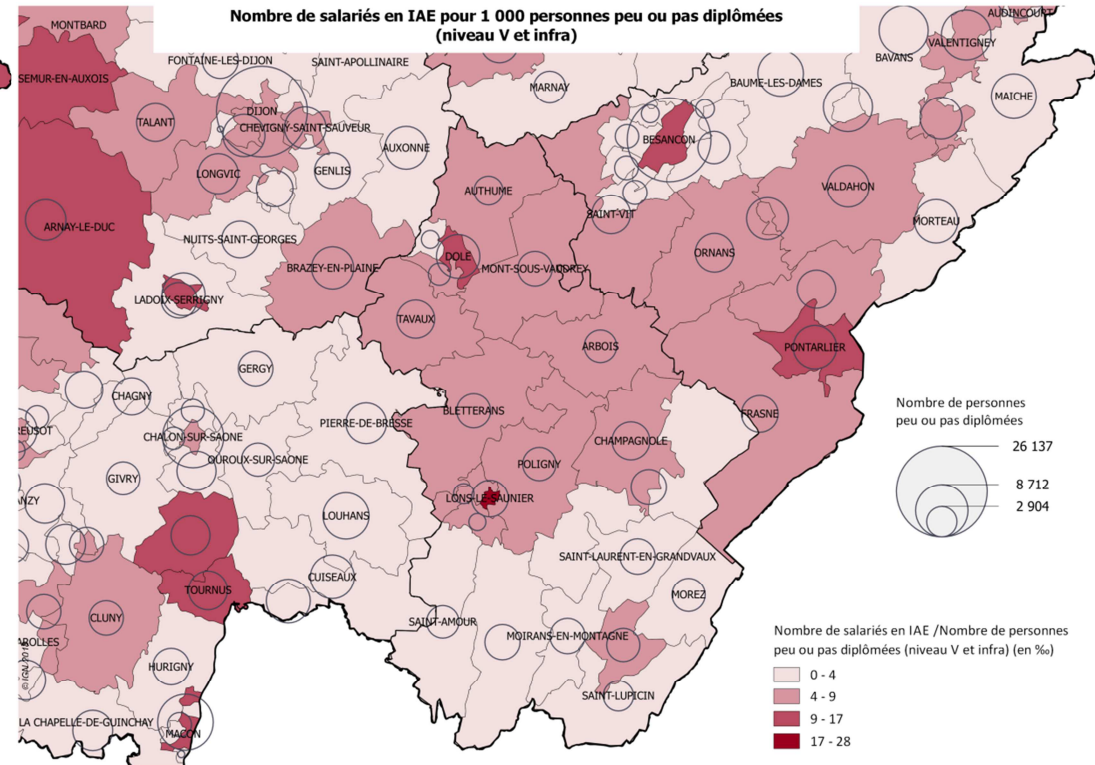 Nombre de salariés en IAE pour 1 000 personnes peu ou pas diplômées
(niveau V et infra)
MONTBARD
AUDINCOURT
FONTAINE-LES-DIJON
SAINT-APOLLINAIRE
BAVANS
VALENTIGNEY
SEMUR-EN-AUXOIS
MARNAY
BAUME-LES-DAMES
MAICHE
DIJON
TALANT
CHEVIGNY-SAINT-SAUVEUR
BESANCON
AUXONNE
LONGVIC
GENLIS
AUTHUME
VALDAHON
SAINT-VIT
MORTEAU
ARNAY-LE-DUC
NUITS-SAINT-GEORGES
DOLE
ORNANS
BRAZEY-EN-PLAINE
MONT-SOUS-VAUDREY
LADOIX-SERRIGNY
TAVAUX
ARBOIS
PONTARLIER
GERGY
CHAGNY
BLETTERANS
FRASNE
PIERRE-DE-BRESSE
REUSOT
CHALON-SUR-SAONE
CHAMPAGNOLE
OUROUX-SUR-SAONE
POLIGNY
GIVRY
LONS-LE-SAUNIER
ANZY
LOUHANS
SAINT-LAURENT-EN-GRANDVAUX
CUISEAUX
TOURNUS
MOREZ
CLUNY
SAINT-AMOUR
MOIRANS-EN-MONTAGNE
AROLLES
HURIGNY
SAINT-LUPICIN
LA CHAPELLE-DE-GUINCHAY
MACON
Nombre de personnes
peu ou pas diplômées
26 137
8 712
2 904
Nombre de salariés en IAE /Nombre de personnes
peu ou pas diplômées (niveau V et infra) (en ‰)
0 - 4
4 - 9
9 - 17
17 - 28